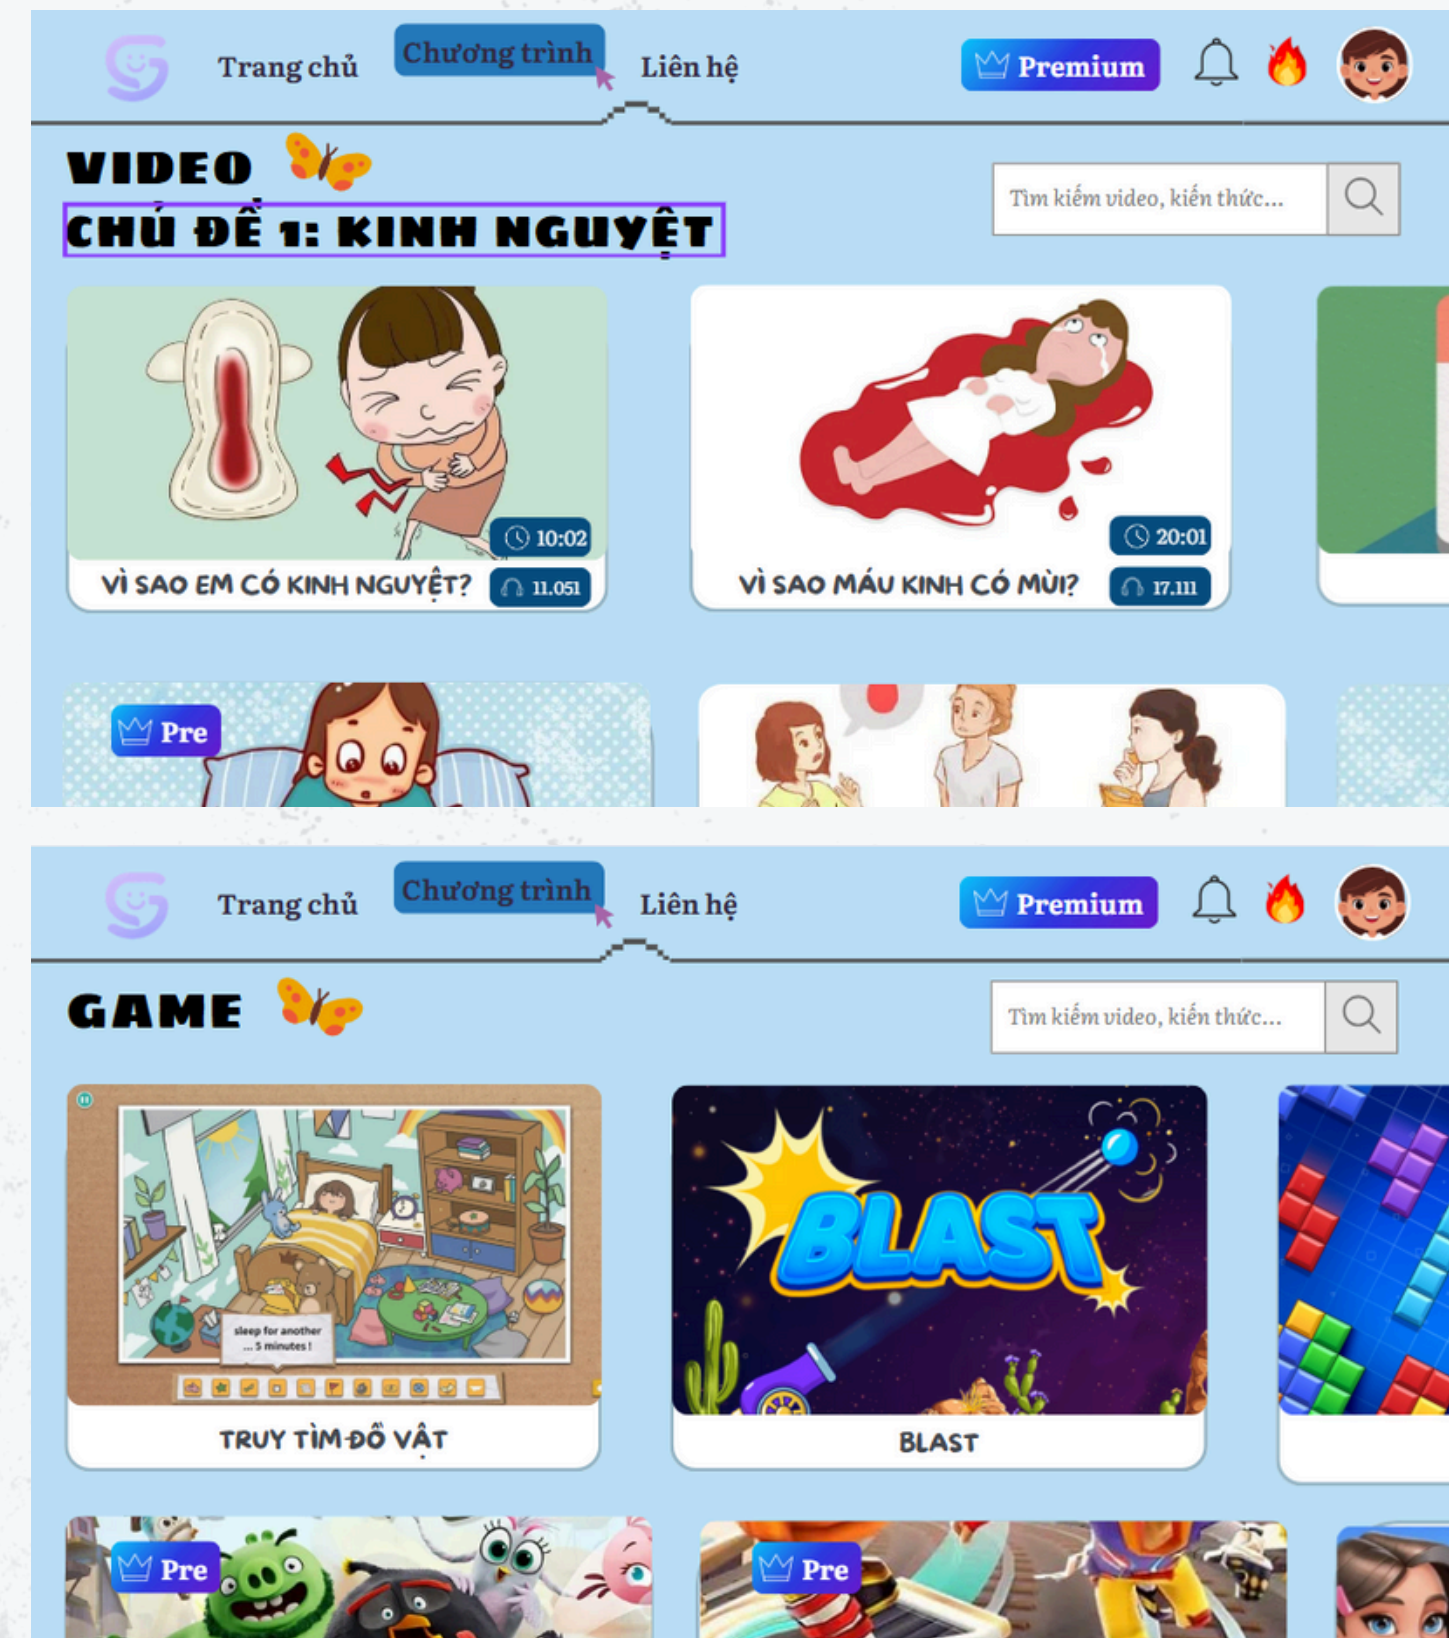 Trang chủ
Chương trình
Liên hệ
Premium
VIDEO
CHỦ ĐỀ 1: KINH NGUYỆT
Tìm kiếm video, kiến thức...
10:02
VÌ SAO EM CÓ KINH NGUYỆT?
11.051
20:01
VÌ SAO MÁU KINH CÓ MÙI?
17.111
Pre
Trang chủ
Chương trình
Liên hệ
Premium
GAME
Tìm kiếm video, kiến thức...
sleep for another
... 5 minutes !
TRUY TÌM ĐỒ VẬT
BLAST
BLAST
Pre
Pre